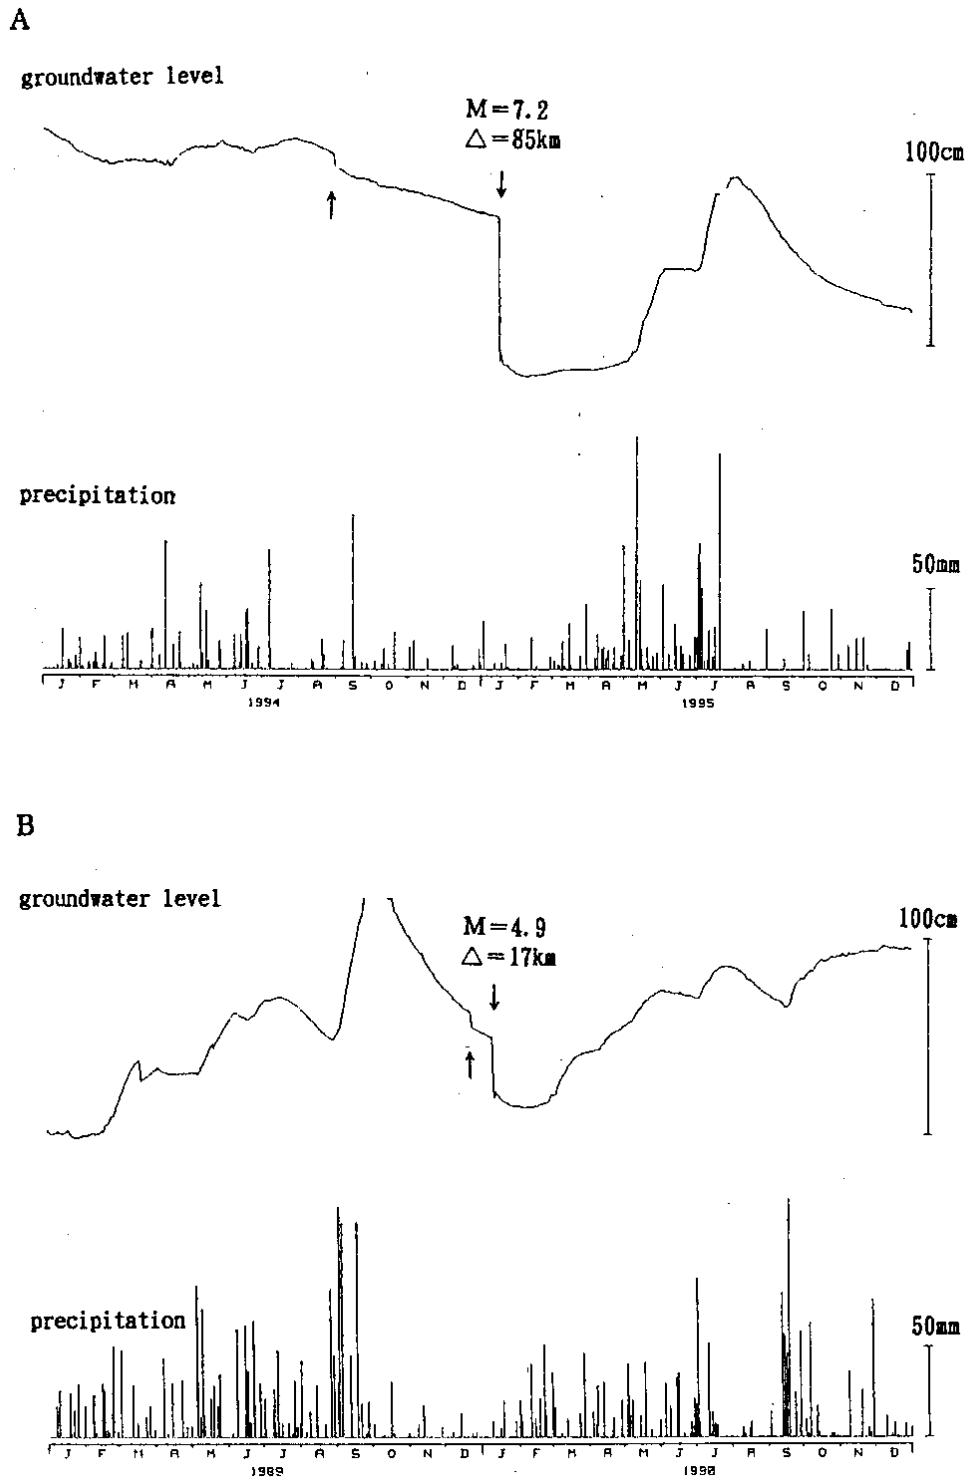 A
groundwater level
M=7.2
△=85km
100cm
precipitation
50mm
J F M A M J J A S O N D J F M A M J J A S O N D
1994 1995
B
groundwater level
M=4.9
△=17km
100cm
precipitation
50mm
J F M A M J J A S O N D J F M A M J J A S O N D
1989 1990